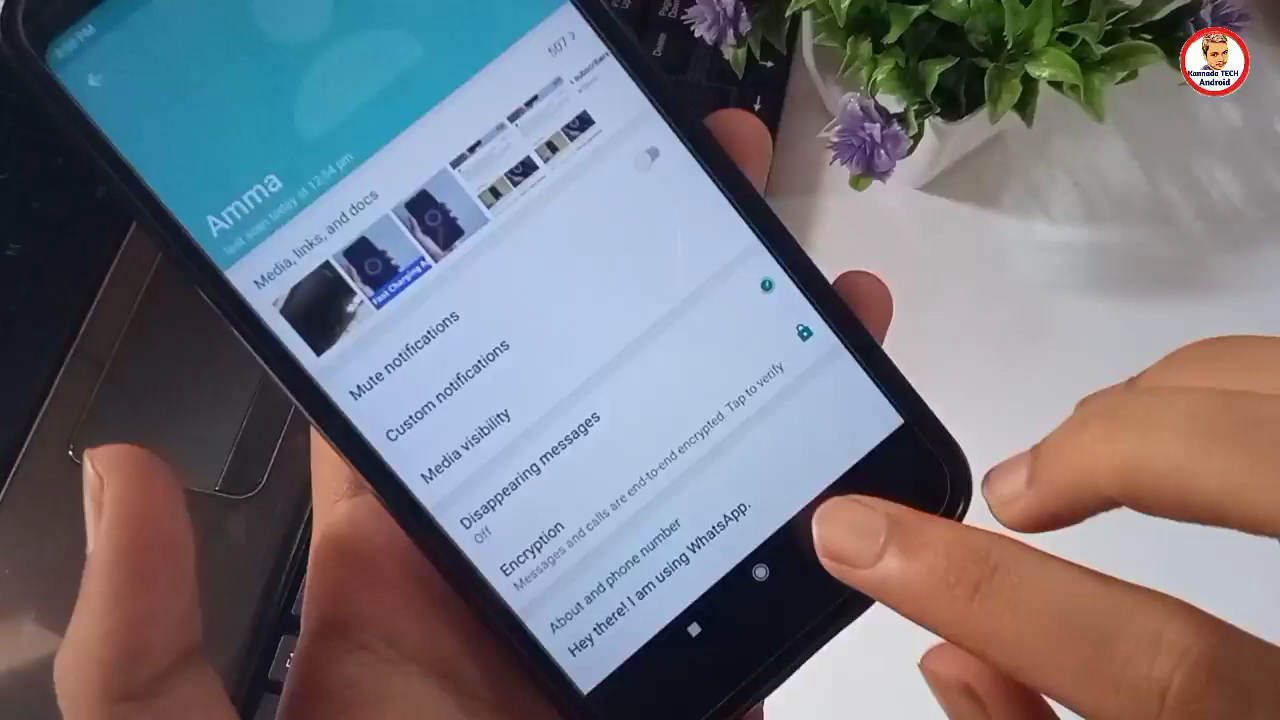 Kannada TECH
Android
Amma
last seen today at 12:54 pm
Media, links, and docs
507 >
Fast Charging
Mute notifications
Custom notifications
Media visibility
Disappearing messages
Off
Encryption
Messages and calls are end-to-end encrypted. Tap to verify
About and phone number
Hey there! I am using WhatsApp.